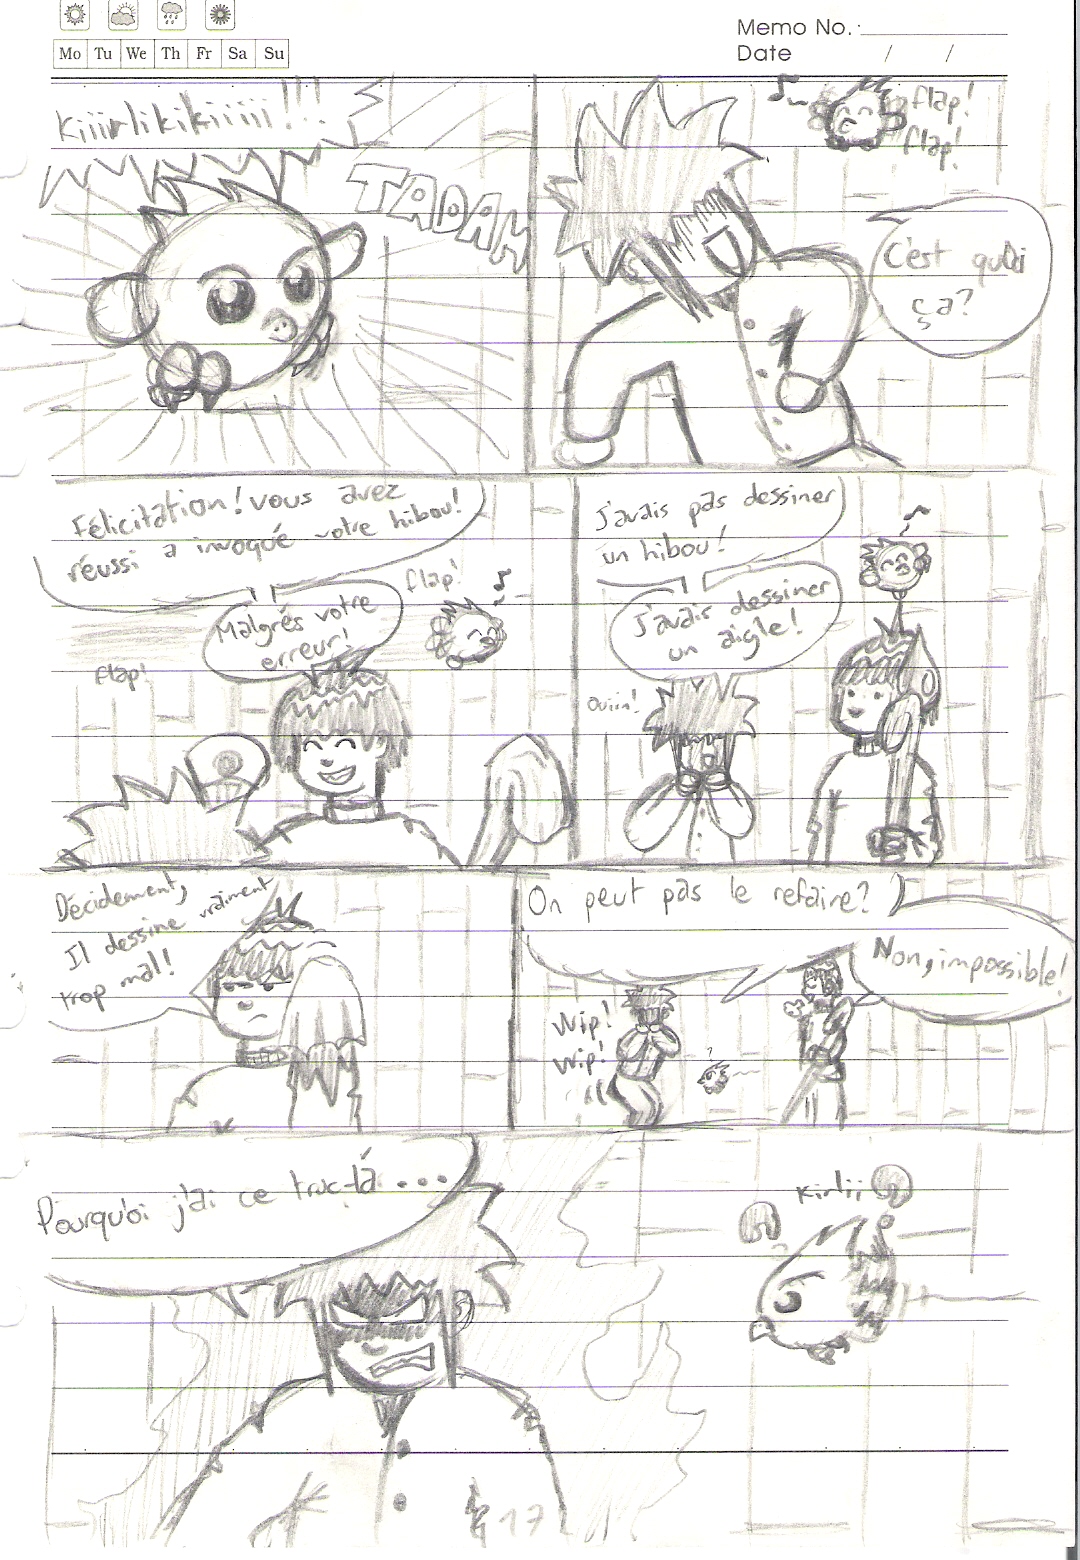 Mo Tu We Th Fr Sa Su
Memo No.:
Date / /
Kiiirlikikiiiii!!!
TADAM
flap!
flap!
C'est quoi
ça?
Félicitation! vous avez
réussi a invoqué votre hibou!
Malgrés votre
erreur!
flap!
flap!
J'avais pas dessiner
un hibou!
J'avais dessiner
un aigle!
Ouiin!
Décidement,
Il dessine vraiment
trop mal!
On peut pas le refaire?
Non, impossible!
Wip!
Wip!
?
Pourquoi j'ai ce truc-là...
Kirlii
17